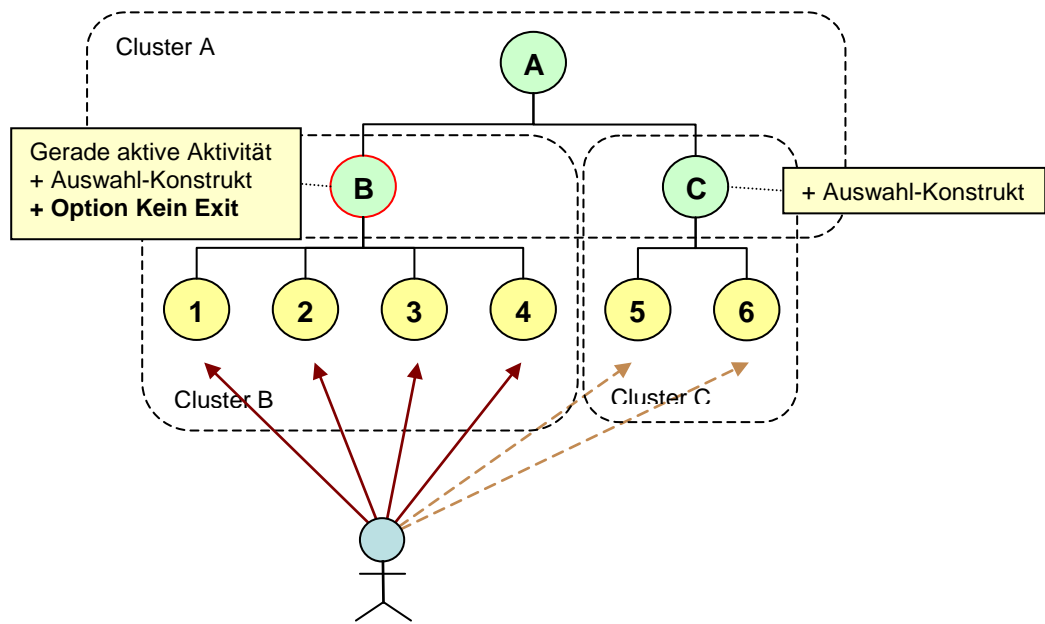 Cluster A
A
Gerade aktive Aktivität
+ Auswahl-Konstrukt
+ Option Kein Exit
B
C
+ Auswahl-Konstrukt
1
2
3
4
5
6
Cluster B
Cluster C